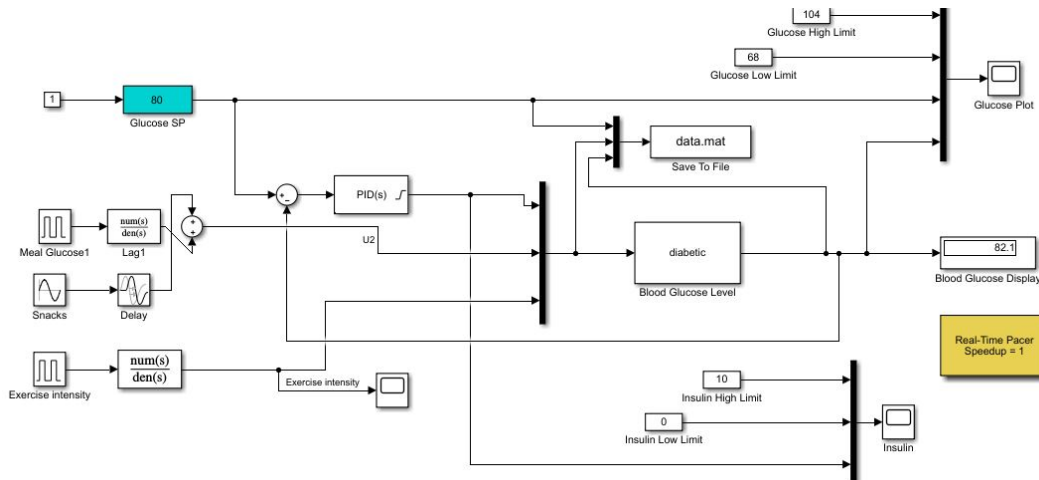 104
Glucose High Limit
68
Glucose Low Limit
Glucose Plot
1
80
Glucose SP
data.mat
Save To File
+
−
PID(s)
Meal Glucose1
num(s)
den(s)
Lag1
+
+
U2
diabetic
Blood Glucose Level
82.1
Blood Glucose Display
Snacks
Delay
Real-Time Pacer
Speedup = 1
Exercise intensity
num(s)
den(s)
Exercise intensity
10
Insulin High Limit
0
Insulin Low Limit
Insulin